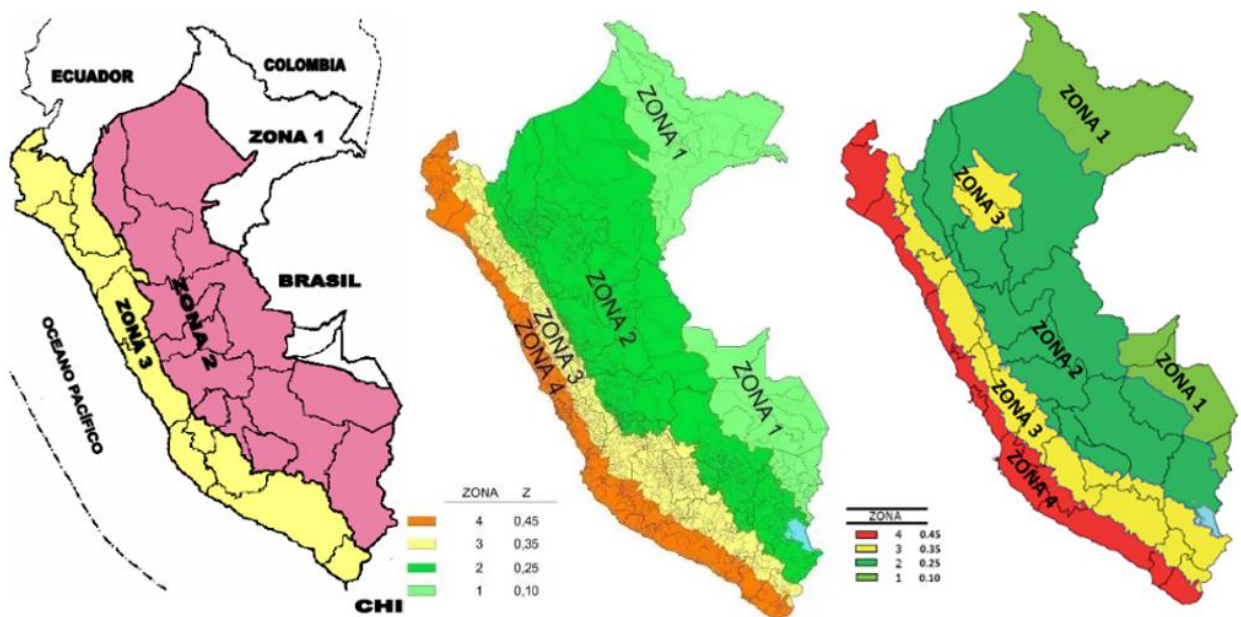 ECUADOR
COLOMBIA
ZONA 1
BRASIL
ZONA 2
ZONA 3
OCEANO PACÍFICO
CHI
ZONA 1
ZONA 2
ZONA 3
ZONA 4
ZONA 1
ZONA Z
4 0,45
3 0,35
2 0,25
1 0,10
ZONA 1
ZONA 3
ZONA 2
ZONA 1
ZONA 3
ZONA 4
ZONA
4 0.45
3 0.35
2 0.25
1 0.10